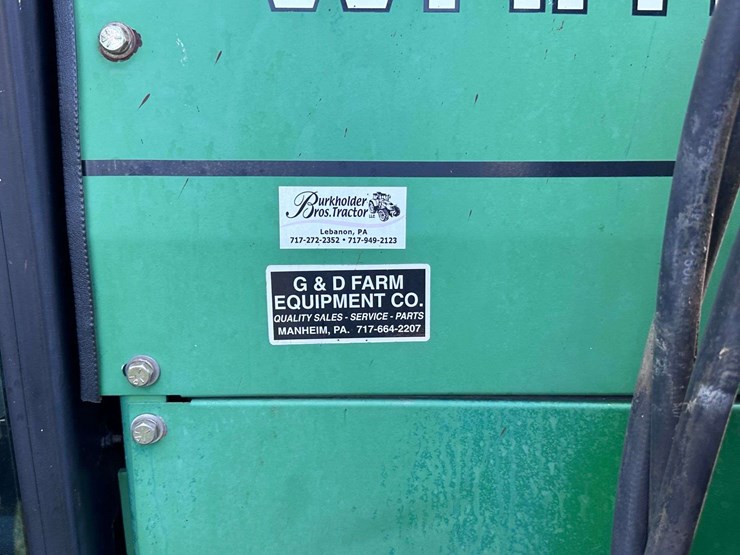 Burkholder
Bros. Tractor LLC
Lebanon, PA
717-272-2352 • 717-949-2123
G & D FARM
EQUIPMENT CO.
QUALITY SALES - SERVICE - PARTS
MANHEIM, PA. 717-664-2207